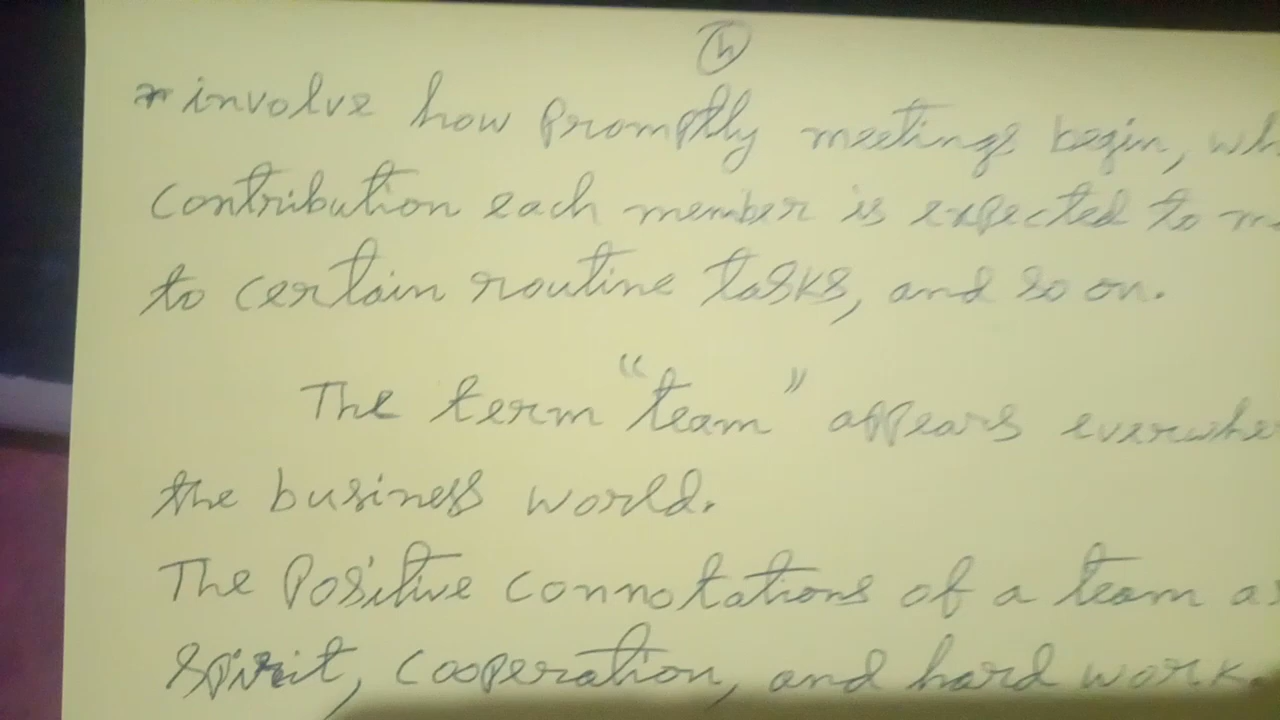 h
involve how promptly meetings begin,
contribution each member is expected to
to certain routine tasks, and so on.
The term "team" appears
the business world.
The Positive connotations of a team
spirit, cooperation, and hard work.